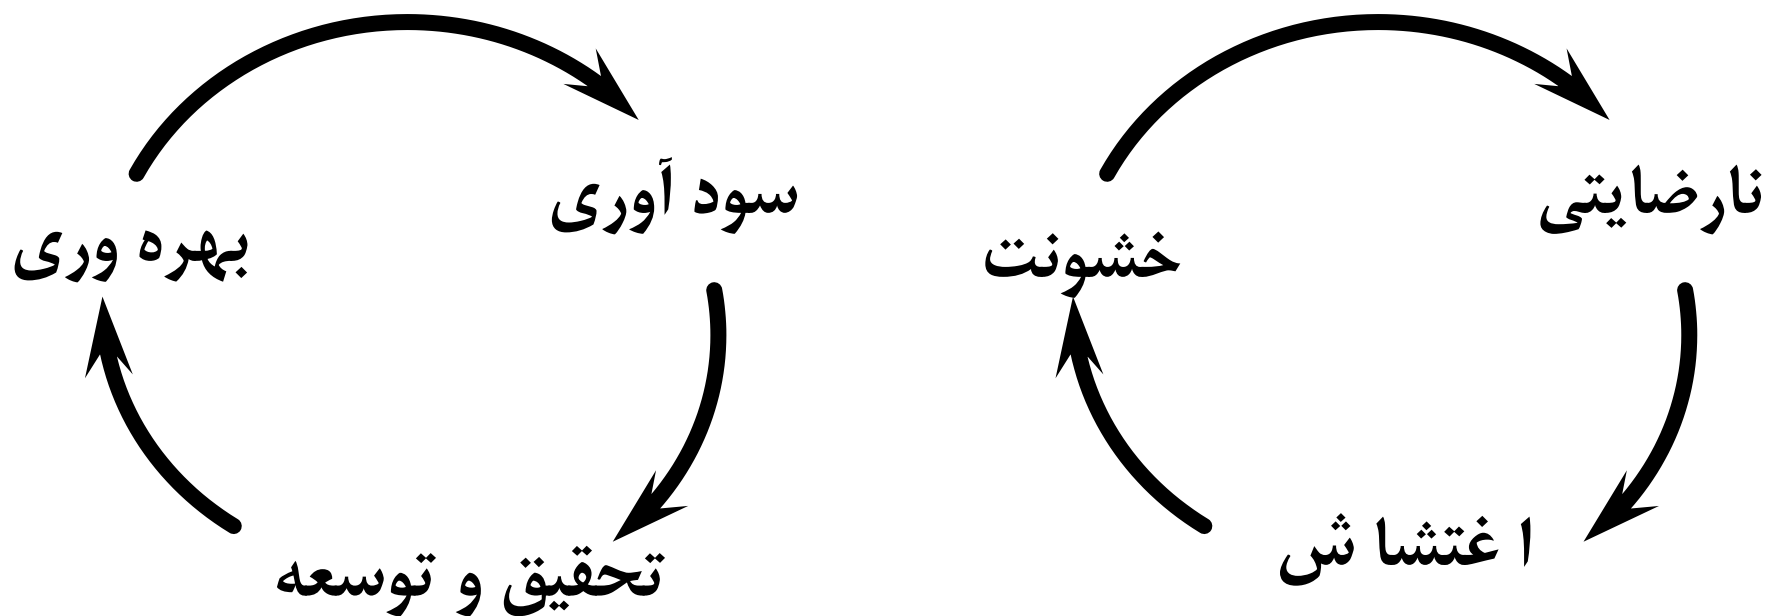 نارضایتی
خشونت
ا غتشا ش
سود آوری
بهره وری
تحقیق و توسعه